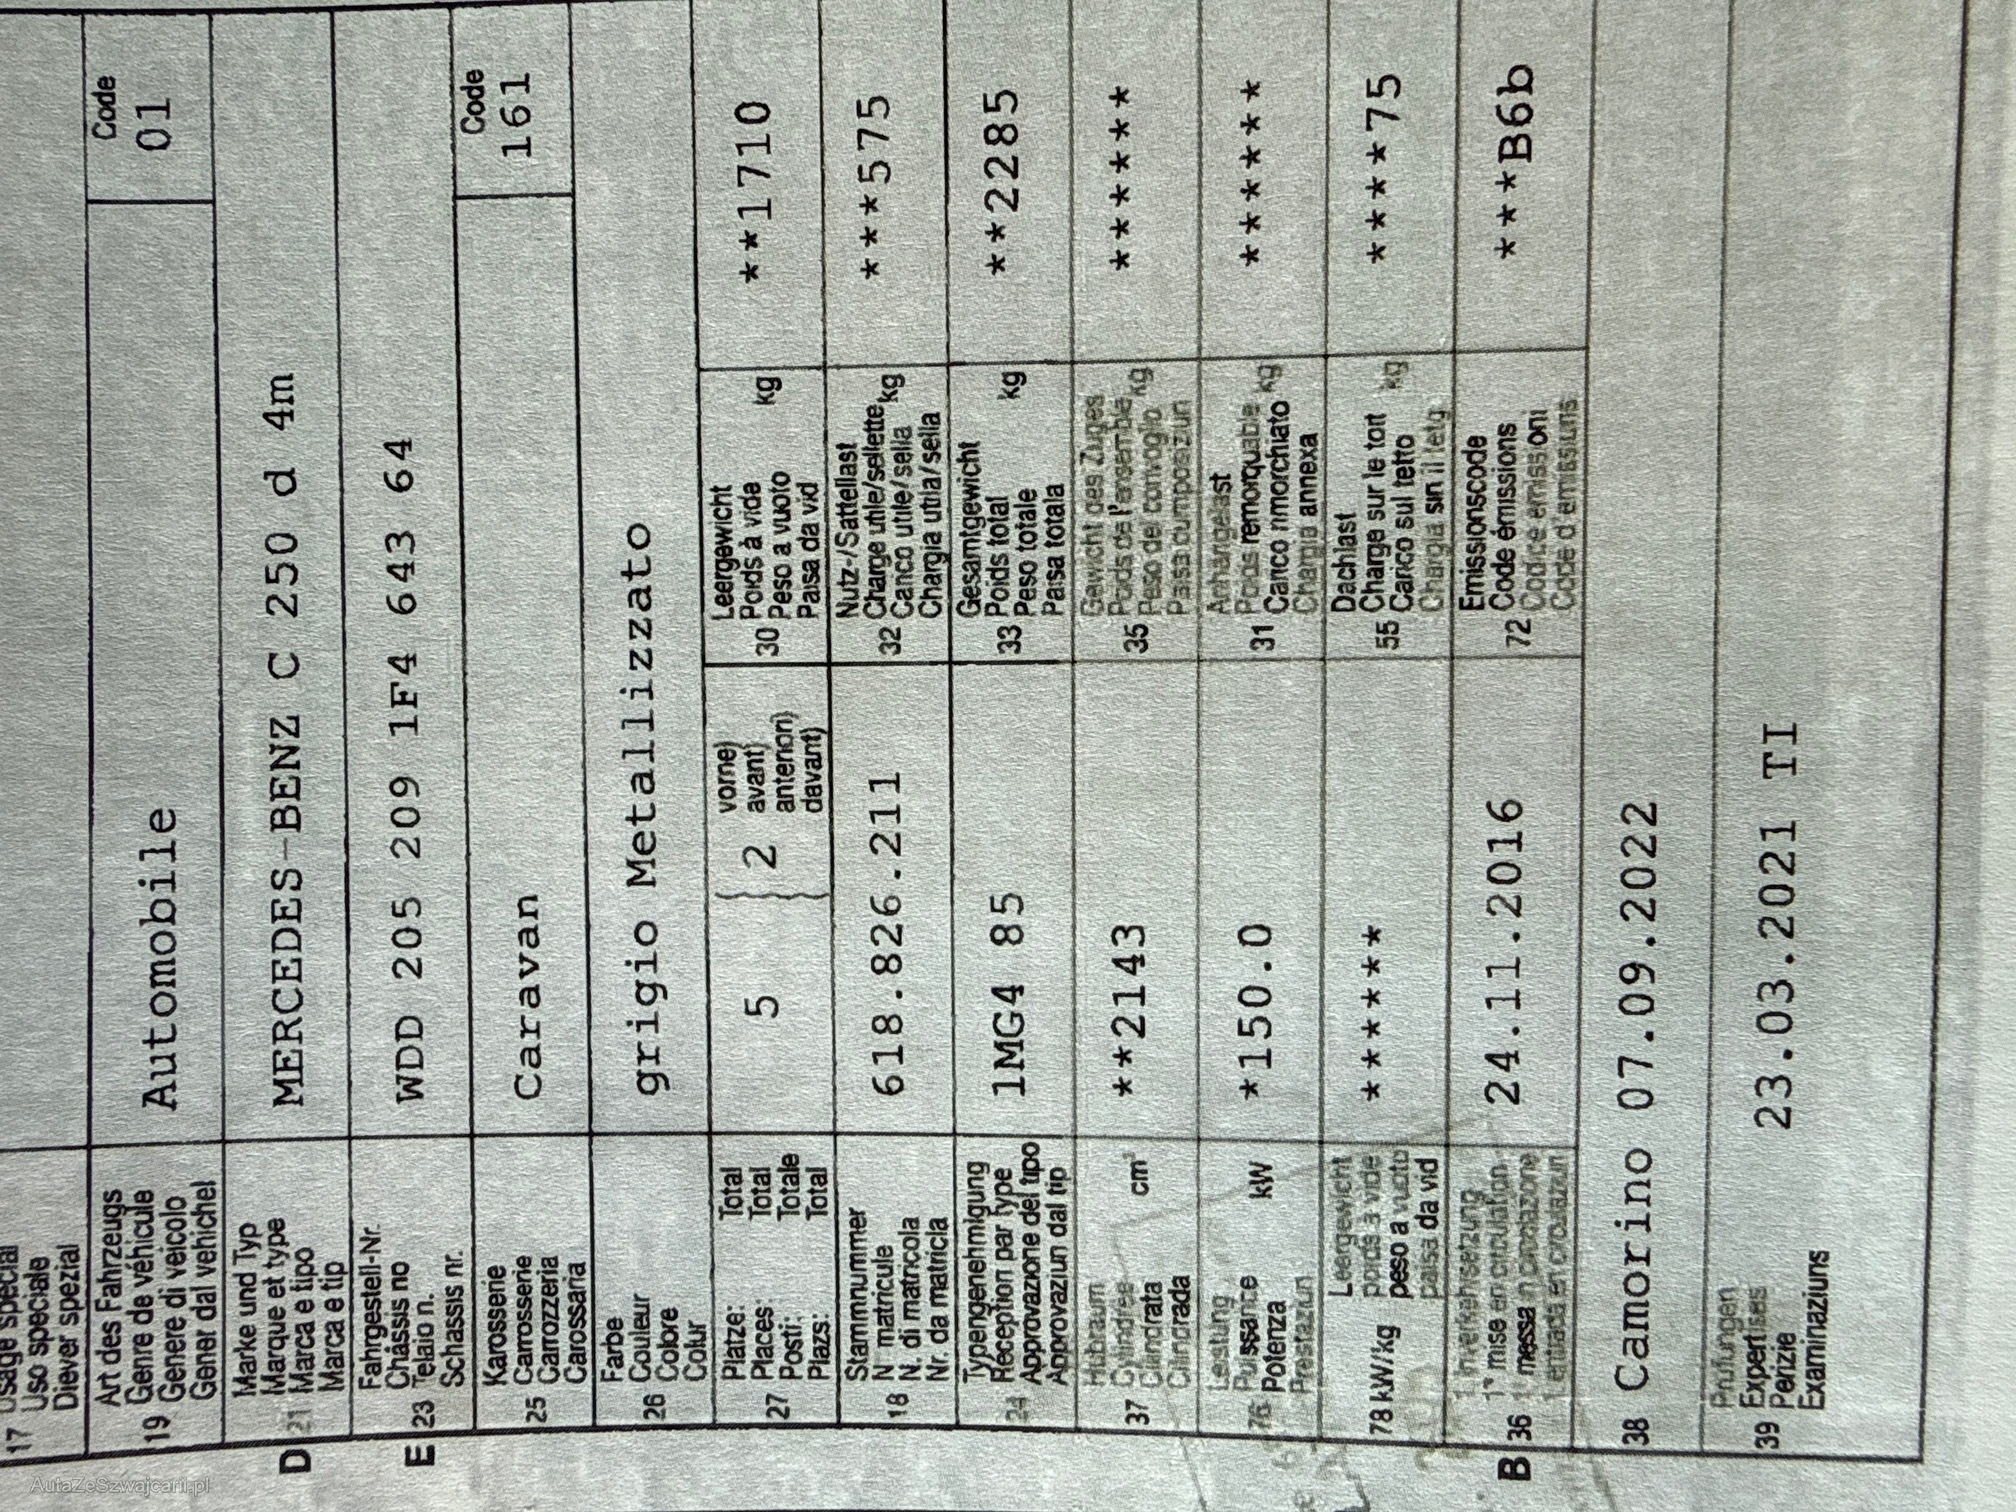 17 Usage spécial
Uso speciale
Diever spezial
Art des Fahrzeugs
Genre de véhicule
19 Genere di veicolo
Gener dal vehichel
Automobile
Code
01
Marke und Typ
Marque et type
D 21 Marca e tipo
Marca e tip
MERCEDES-BENZ C 250 d 4m
Fahrgestell-Nr.
Châssis no
E 23 Telaio n.
Schassis nr.
WDD 205 209 1F4 643 64
Karosserie
Carrosserie
25 Carrozzeria
Carossaria
Caravan
Code
161
Farbe
Couleur
26 Colore
Colur
grigio Metallizzato
Plätze: Total
Places: Total
27 Posti: Totale
Plazs: Total
5 } 2 vorne)
avant)
anteriori)
davant)
Leergewicht
Poids à vide
30 Peso a vuoto kg
Paisa da vid
**1710
Stammnummer
N matricule
18 N. di matricola
Nr. da matricla
618.826.211
Nutz-/Sattellast
Charge utile/sellette
32 Carico utile/sella kg
Chargia utila/sella
***575
Typengenehmigung
Réception par type
24 Approvazione del tipo
Approvaziun dal tip
1MG4 85
Gesamtgewicht
Poids total
33 Peso totale kg
Paisa totala
**2285
Hubraum
Cylindrée
37 Cilindrata cm³
Cilindrada
**2143
Gewicht des Zuges
Poids de l'ensemble
35 Peso del convoglio kg
Paisa cumposiziun
******
Leistung
76 Puissance kW
Potenza
Prestaziun
*150.0
Anhängelast
Poids remorquable
31 Carico rimorchiato kg
Chargia annexa
******
Leergewicht
poids à vide
78 kW/kg peso a vuoto
paisa da vid
******
Dachlast
Charge sur le toit
55 Carico sul tetto kg
Chargia sin il tetg
****75
1. Inverkehrsetzung
B 36 1re mise en circulation
1. messa in circolazione
1. entrada en circulaziun
24.11.2016
Emissionscode
72 Code émissions
Codice emissioni
Code d'emissiuns
***B6b
38 Camorino 07.09.2022
Prüfungen
Expertises
39 Perizie
Examinaziuns
23.03.2021 TI
AutaZeSzwajcarii.pl